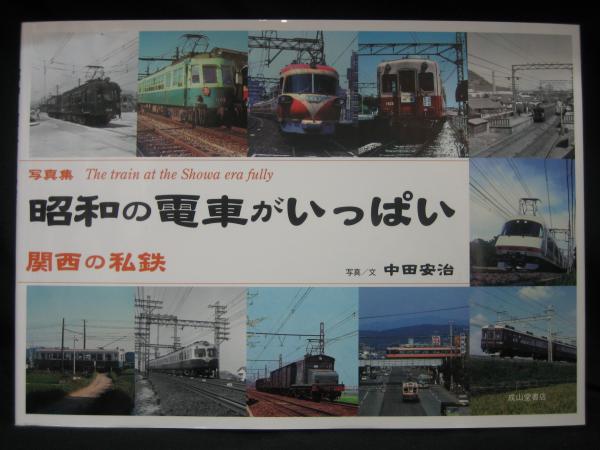 写真集 The train at the Showa era fully
昭和の電車がいっぱい
関西の私鉄
写真／文 中田安治
成山堂書店